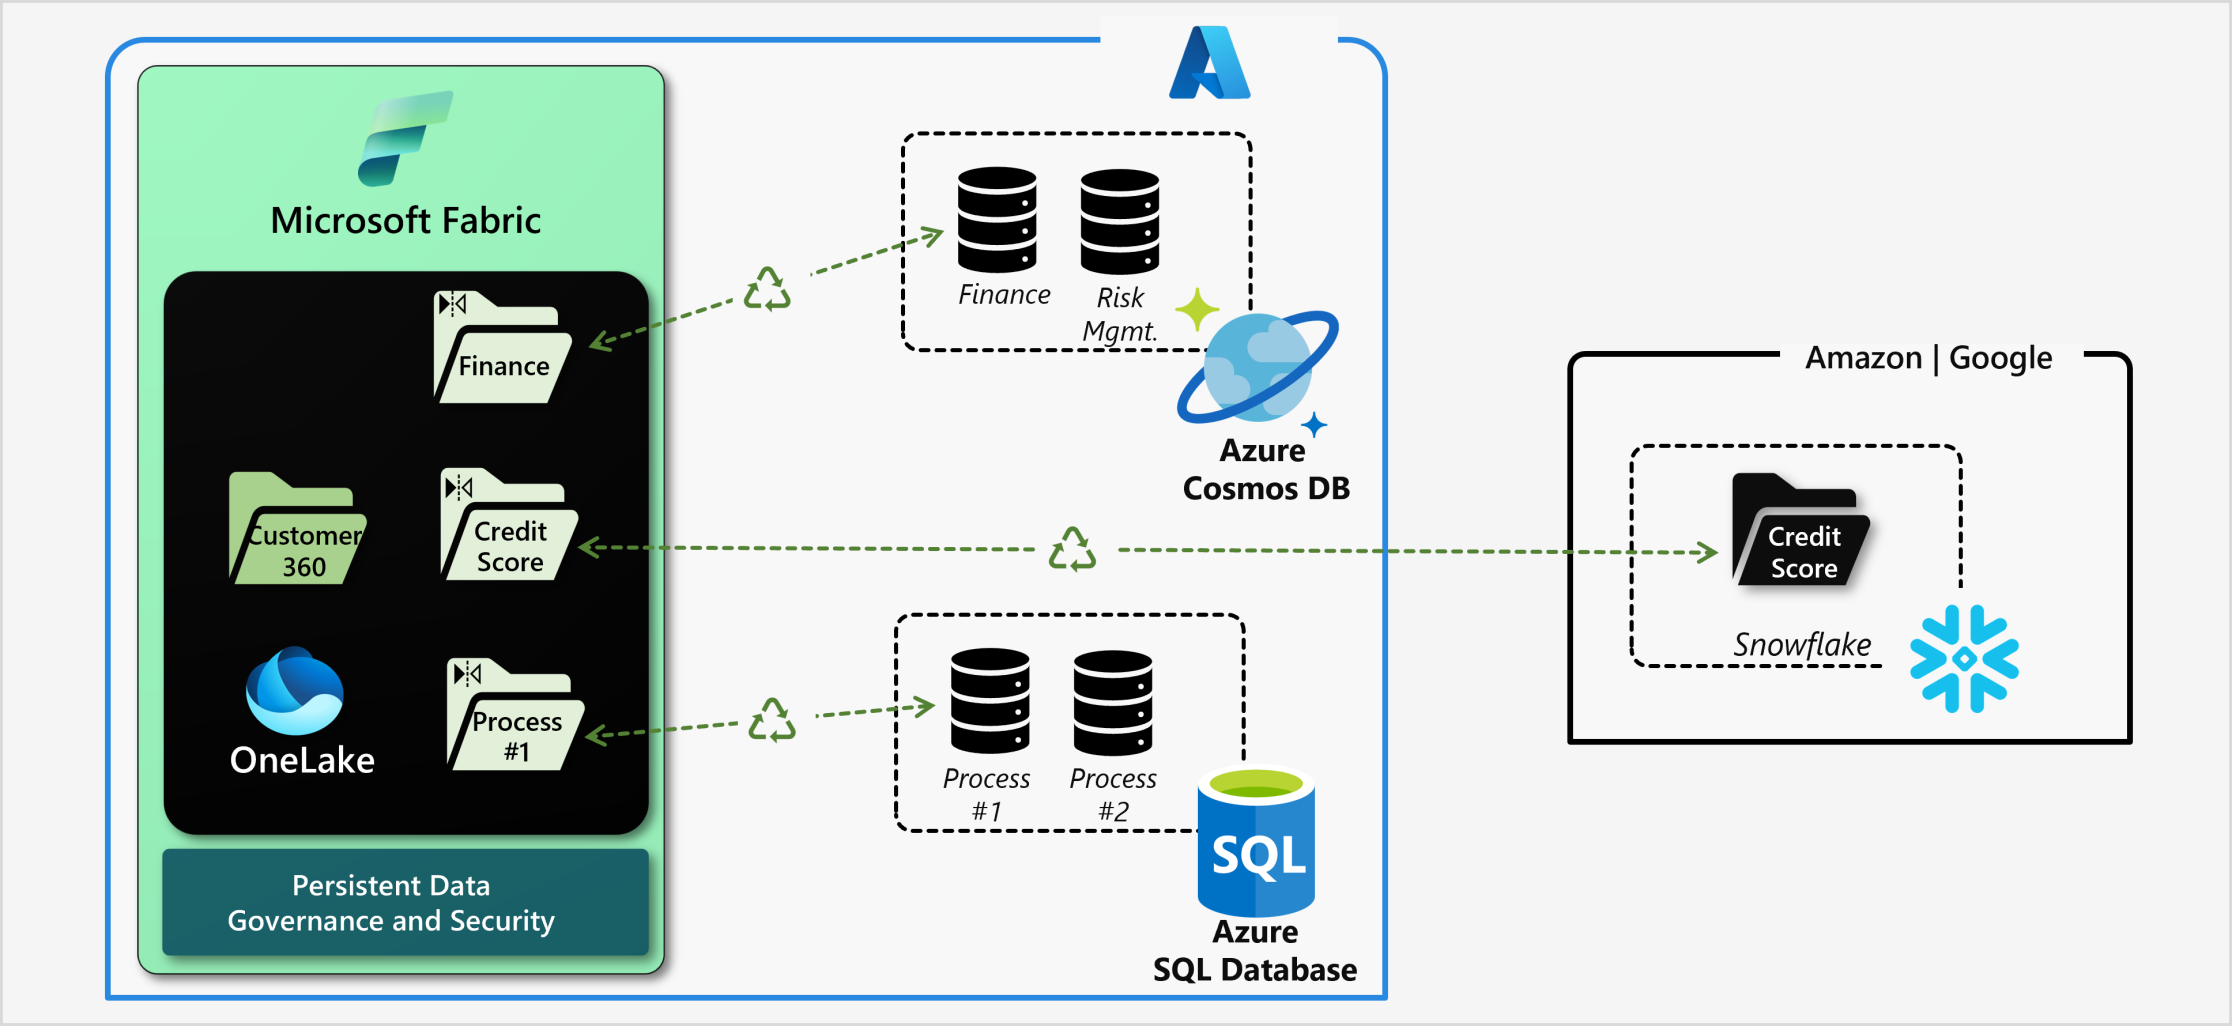 Microsoft Fabric
Finance
Customer
360
Credit
Score
OneLake
Process
#1
Persistent Data
Governance and Security
Finance
Risk
Mgmt.
Azure
Cosmos DB
Process
#1
Process
#2
SQL
Azure
SQL Database
Amazon | Google
Credit
Score
Snowflake